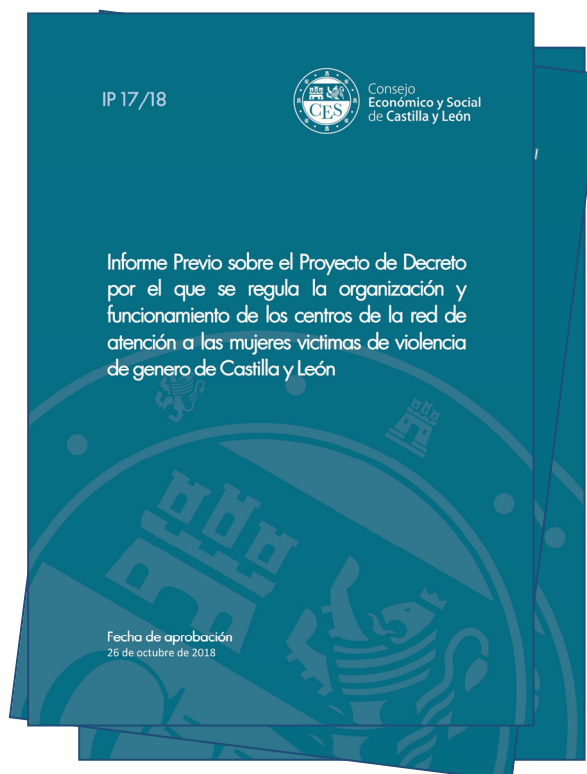 IP 17/18
CES
Consejo
Económico y Social
de Castilla y León
Informe Previo sobre el Proyecto de Decreto
por el que se regula la organización y
funcionamiento de los centros de la red de
atención a las mujeres victimas de violencia
de genero de Castilla y León
Fecha de aprobación
26 de octubre de 2018